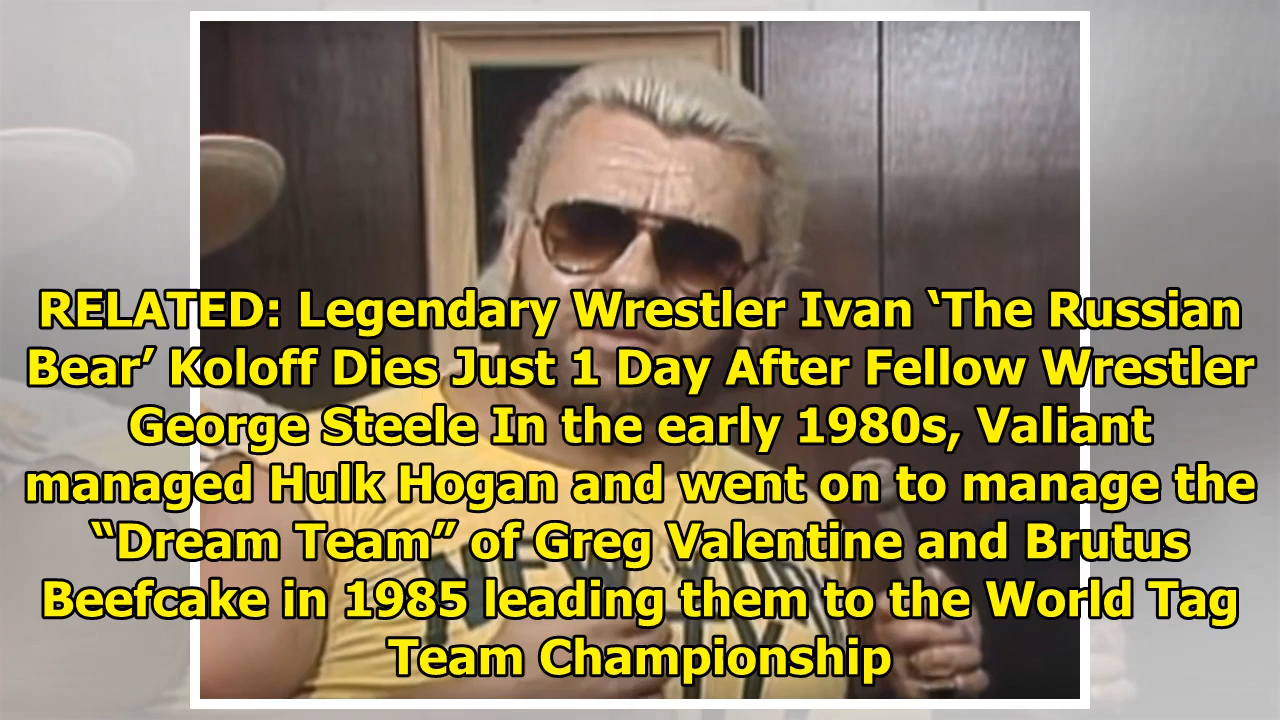 RELATED: Legendary Wrestler Ivan ‘The Russian
Bear’ Koloff Dies Just 1 Day After Fellow Wrestler
George Steele In the early 1980s, Valiant
managed Hulk Hogan and went on to manage the
“Dream Team” of Greg Valentine and Brutus
Beefcake in 1985 leading them to the World Tag
Team Championship